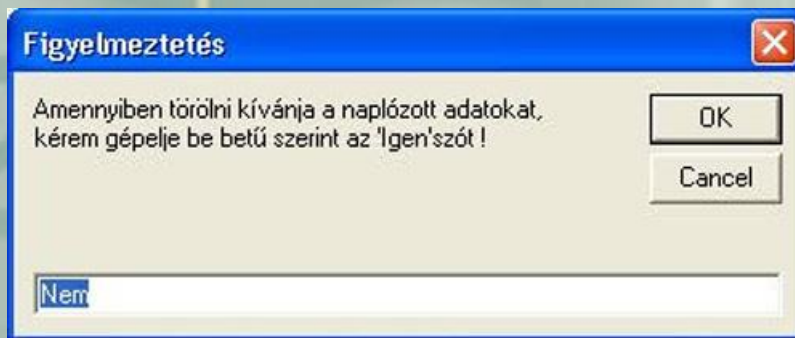 Figyelmeztetés
Amennyiben törölni kívánja a naplózott adatokat,
kérem gépelje be betű szerint az 'Igen'szót !
OK
Cancel
Nem